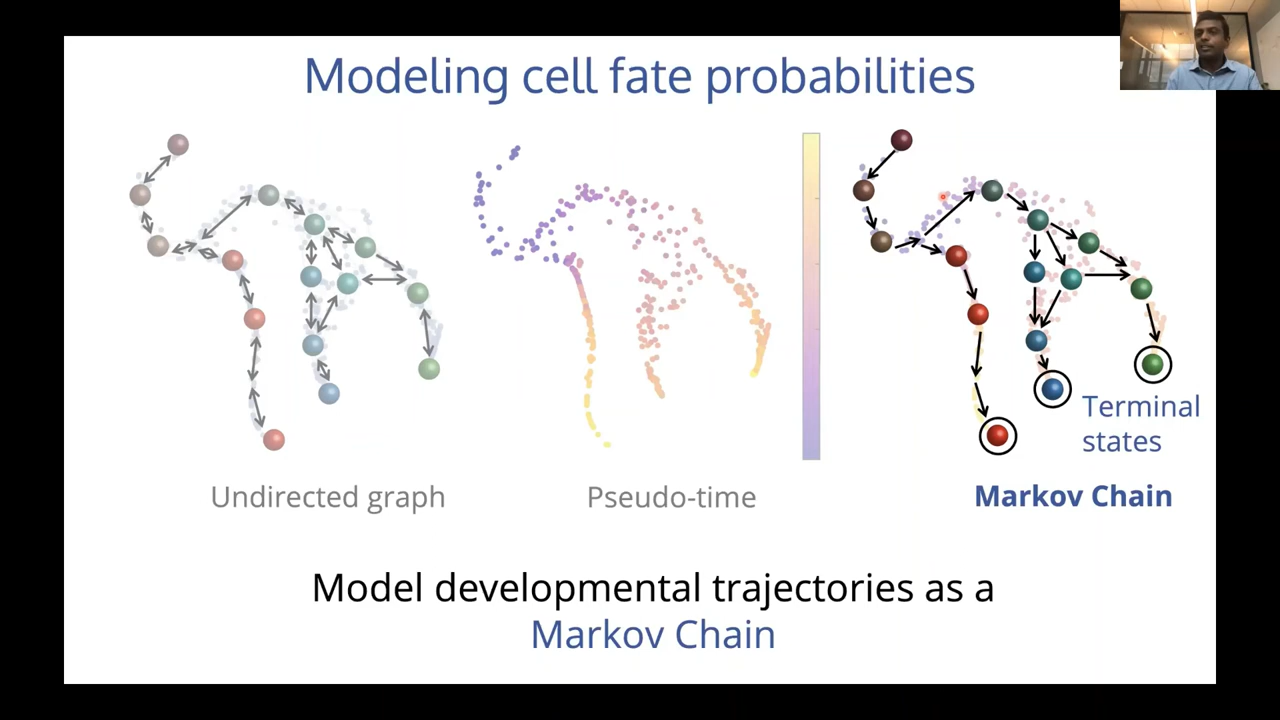 Modeling cell fate probabilities
Terminal
states
Undirected graph
Pseudo-time
Markov Chain
Model developmental trajectories as a
Markov Chain